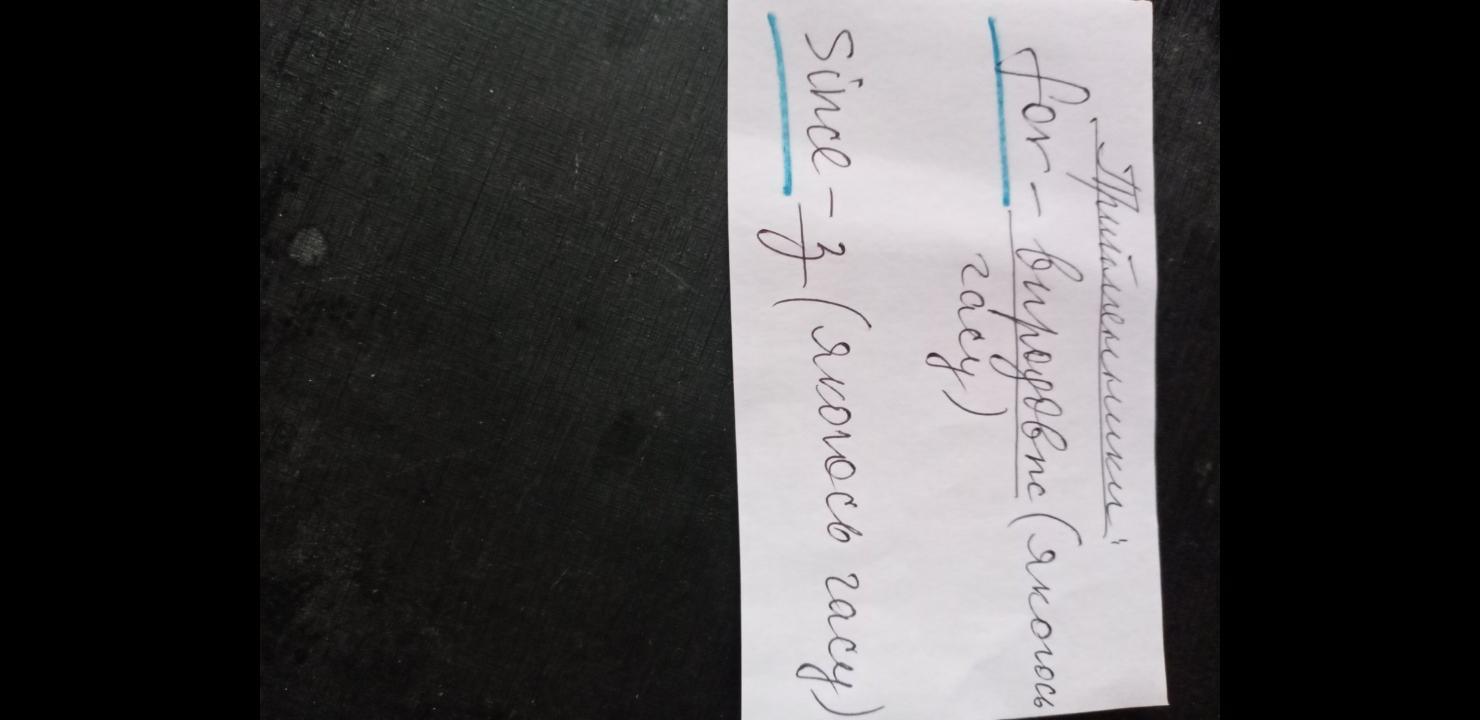 Прийменники:
for - впродовж (якогось
часу)
Since - з (якогось часу)